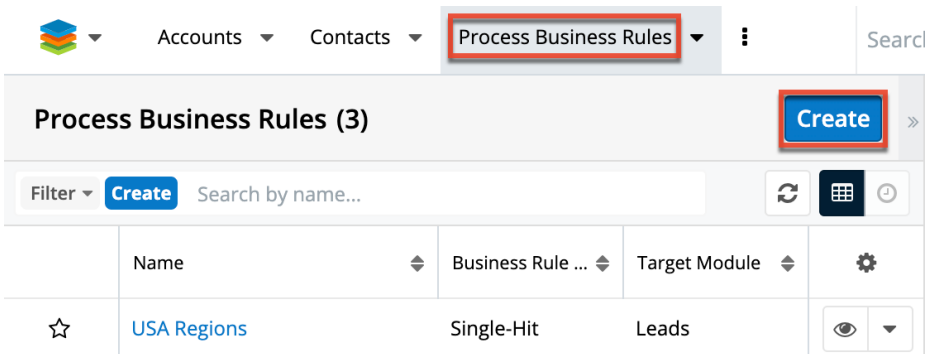 Accounts Contacts Process Business Rules
Process Business Rules (3) Create
Filter Create Search by name...
Name Business Rule ... Target Module
USA Regions Single-Hit Leads